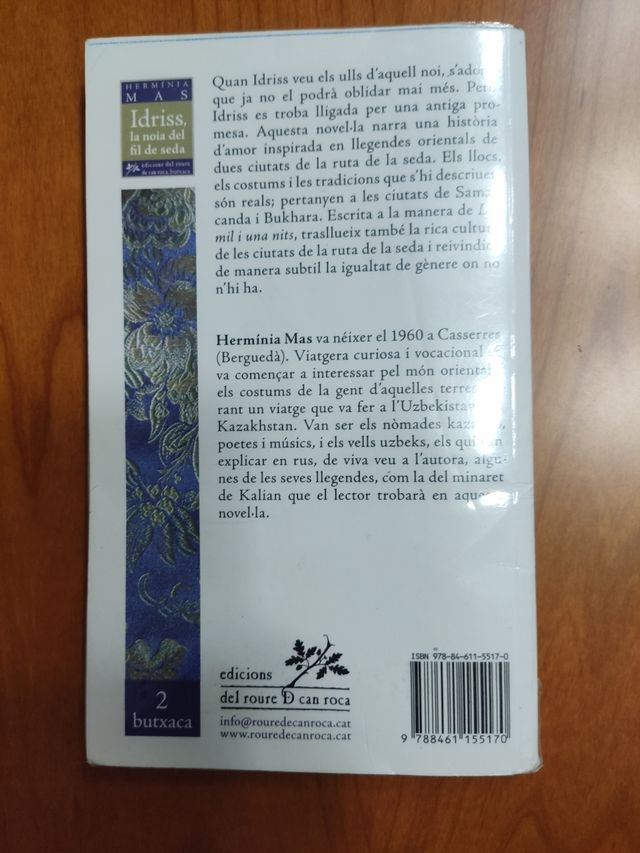 HERMÍNIA
MAS
Idriss,
la noia del
fil de seda
edicions del roure
de can roca, butxaca
Quan Idriss veu els ulls d'aquell noi,
que ja no el podrà oblidar mai més.
Idriss es troba lligada per una antiga pro-
mesa. Aquesta novel·la narra una història
d'amor inspirada en llegendes orientals de
dues ciutats de la ruta de la seda. Els llocs,
els costums i les tradicions que s'hi descriuen
són reals; pertanyen a les ciutats de
canda i Bukhara. Escrita a la manera de
mil i una nits, trasllueix també la rica
de les ciutats de la ruta de la seda i
de manera subtil la igualtat de gènere on no
n'hi ha.
Hermínia Mas va néixer el 1960 a Casserres
(Berguedà). Viatgera curiosa i vocacional
va començar a interessar pel món
els costums de la gent d'aquelles
rant un viatge que va fer a l'Uzbekistan
Kazakhstan. Van ser els nòmades
poetes i músics, i els vells uzbeks, els
explicar en rus, de viva veu a l'autora,
nes de les seves llegendes, com la del minaret
de Kalian que el lector trobarà en
novel·la.
2
butxaca
edicions
del roure D can roca
info@rouredecanroca.cat
www.rouredecanroca.cat
ISBN 978-84-611-5517-0
9 788461 155170